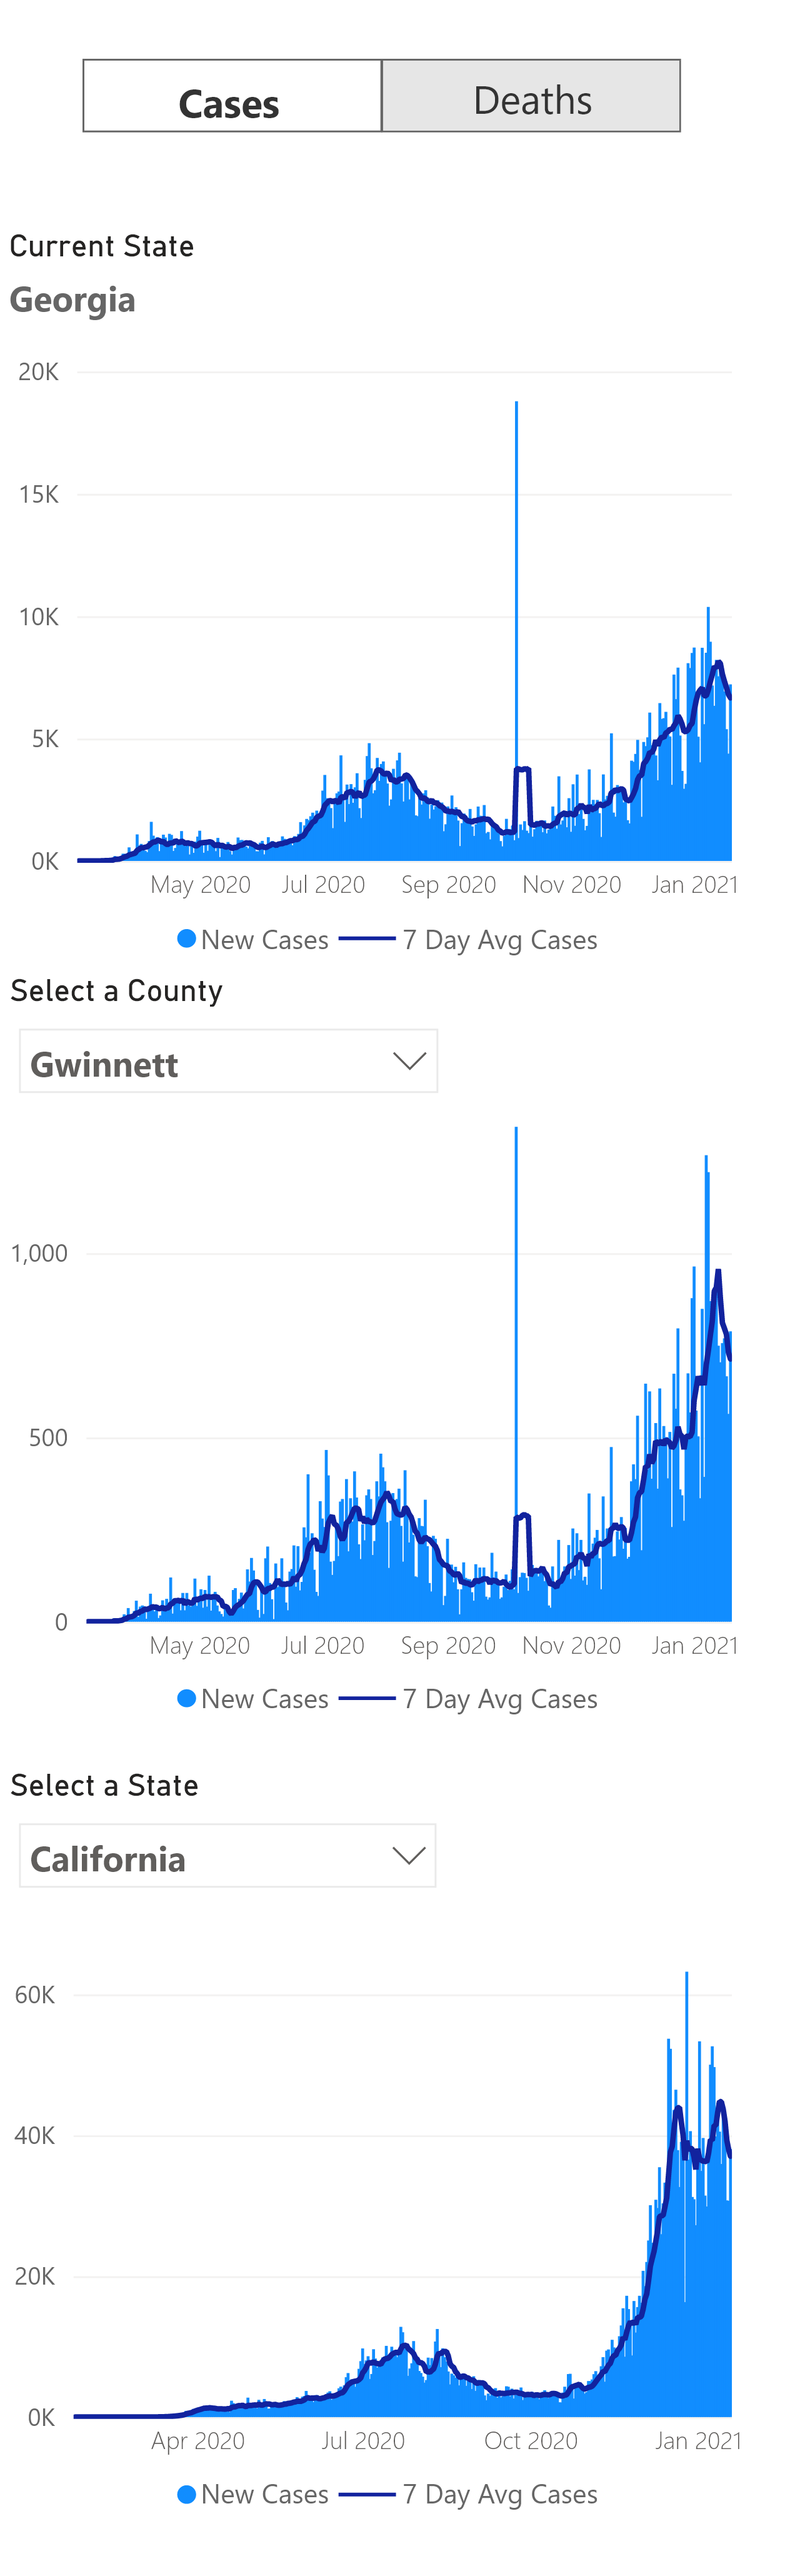 Cases Deaths
Current State
Georgia
20K
15K
10K
5K
0K
May 2020 Jul 2020 Sep 2020 Nov 2020 Jan 2021
New Cases 7 Day Avg Cases
Select a County
Gwinnett
1,000
500
0
May 2020 Jul 2020 Sep 2020 Nov 2020 Jan 2021
New Cases 7 Day Avg Cases
Select a State
California
60K
40K
20K
0K
Apr 2020 Jul 2020 Oct 2020 Jan 2021
New Cases 7 Day Avg Cases